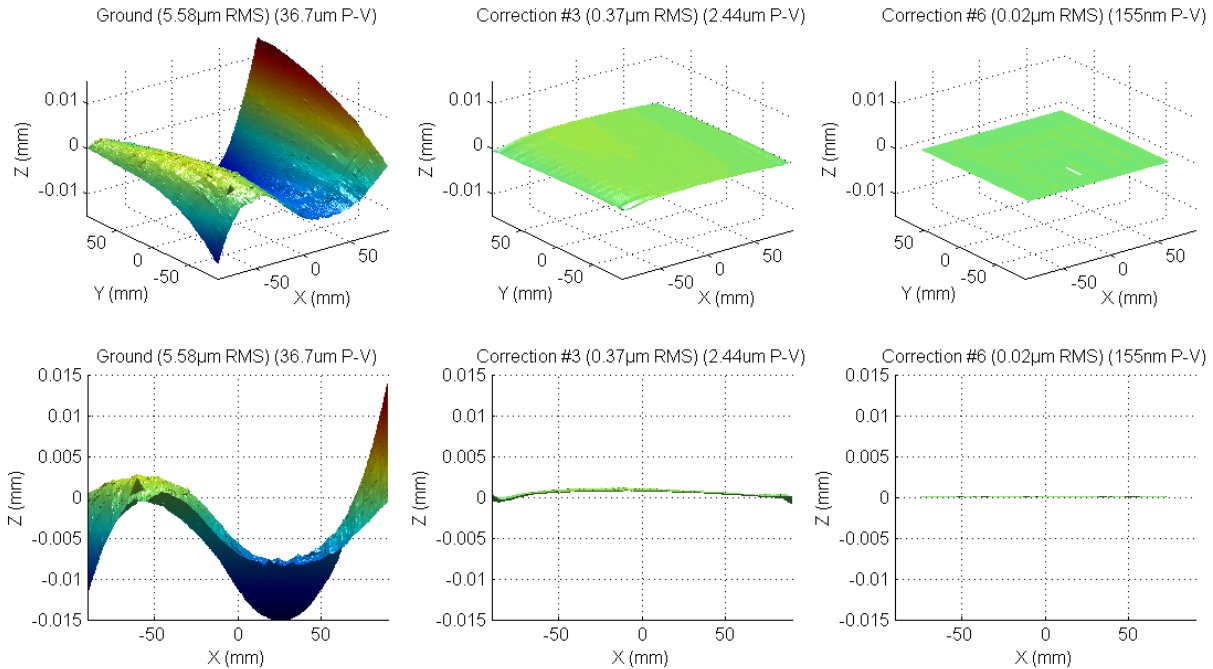 Ground (5.58µm RMS) (36.7um P-V)
Correction #3 (0.37µm RMS) (2.44um P-V)
Correction #6 (0.02µm RMS) (155nm P-V)
0.01
0
-0.01
Z (mm)
50
0
-50
Y (mm)
-50
0
50
X (mm)
0.01
0
-0.01
Z (mm)
50
0
-50
Y (mm)
-50
0
50
X (mm)
0.01
0
-0.01
Z (mm)
50
0
-50
Y (mm)
-50
0
50
X (mm)
Ground (5.58µm RMS) (36.7um P-V)
Correction #3 (0.37µm RMS) (2.44um P-V)
Correction #6 (0.02µm RMS) (155nm P-V)
0.015
0.01
0.005
0
-0.005
-0.01
-0.015
Z (mm)
-50
0
50
X (mm)
0.015
0.01
0.005
0
-0.005
-0.01
-0.015
Z (mm)
-50
0
50
X (mm)
0.015
0.01
0.005
0
-0.005
-0.01
-0.015
Z (mm)
-50
0
50
X (mm)